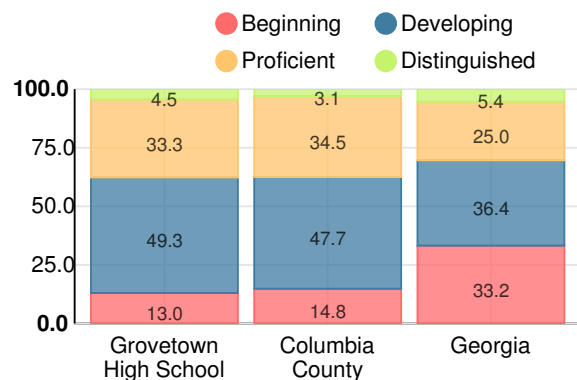 Beginning
Developing
Proficient
Distinguished
100.0
75.0
50.0
25.0
0.0
4.5
33.3
49.3
13.0
3.1
34.5
47.7
14.8
5.4
25.0
36.4
33.2
Grovetown
High School
Columbia
County
Georgia